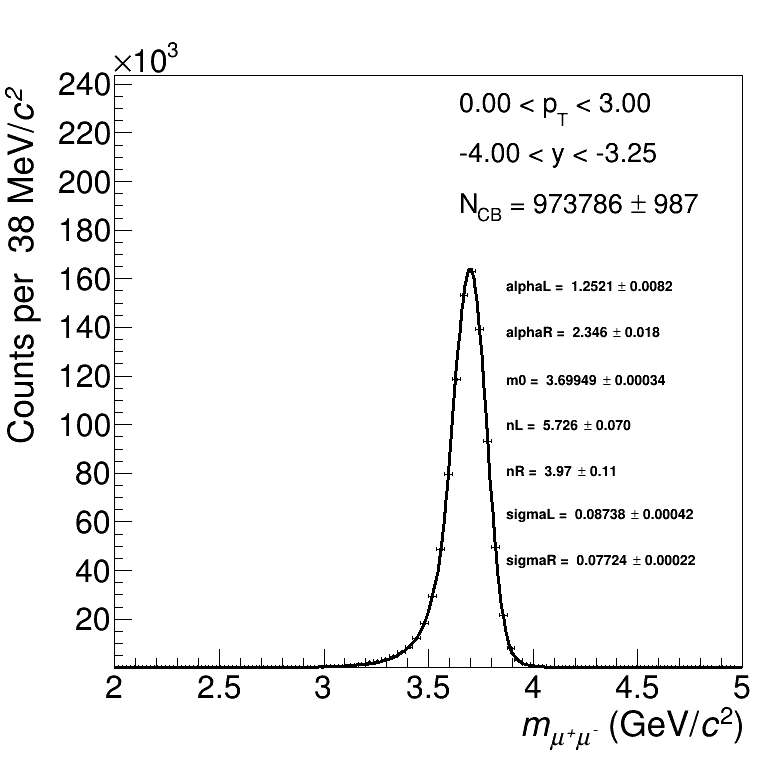 ×10³
Counts per 38 MeV/c²
240
220
200
180
160
140
120
100
80
60
40
20
0.00 < p_T < 3.00
-4.00 < y < -3.25
N_CB = 973786 ± 987
alphaL = 1.2521 ± 0.0082
alphaR = 2.346 ± 0.018
m0 = 3.69949 ± 0.00034
nL = 5.726 ± 0.070
nR = 3.97 ± 0.11
sigmaL = 0.08738 ± 0.00042
sigmaR = 0.07724 ± 0.00022
2 2.5 3 3.5 4 4.5 5
m_μ⁺μ⁻ (GeV/c²)